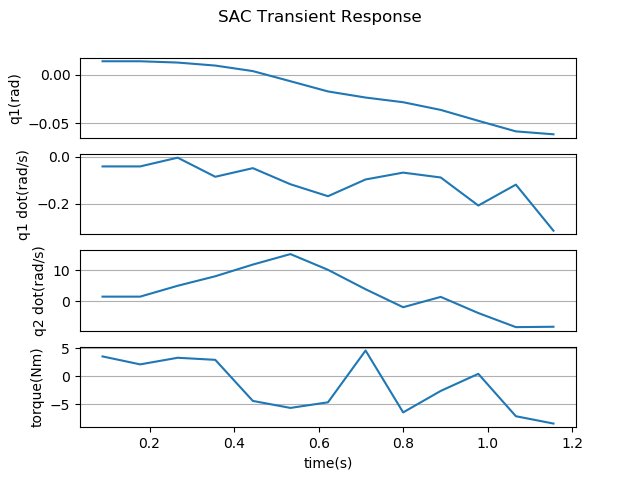 SAC Transient Response
0.00
−0.05
q1(rad)
0.0
−0.2
q1 dot(rad/s)
10
0
q2 dot(rad/s)
5
0
−5
torque(Nm)
0.2 0.4 0.6 0.8 1.0 1.2
time(s)